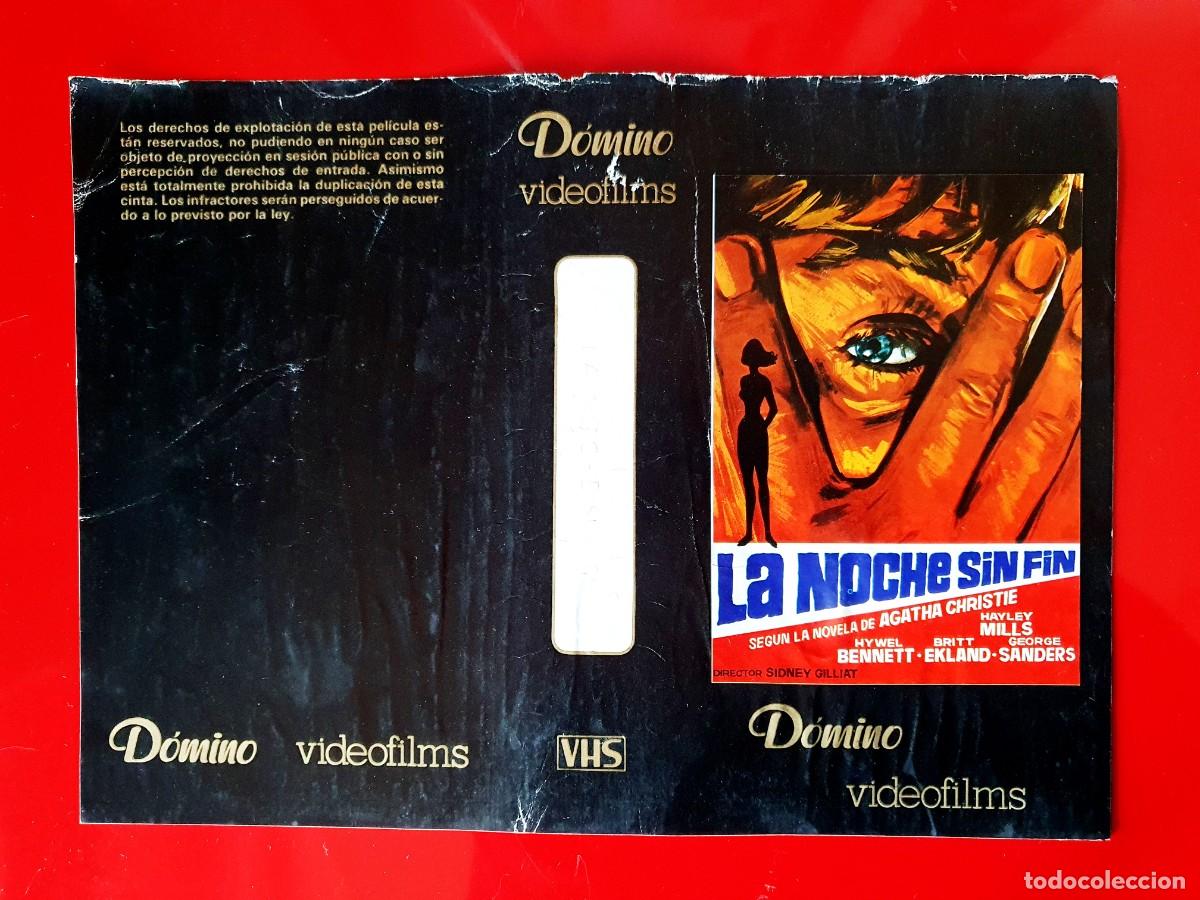 Los derechos de explotación de esta película es-
tán reservados, no pudiendo en ningún caso ser
objeto de proyección en sesión pública con o sin
percepción de derechos de entrada. Asimismo
está totalmente prohibida la duplicación de esta
cinta. Los infractores serán perseguidos de acuer-
do a lo previsto por la ley.
Dómino videofilms
Dómino
videofilms
VHS
LA NOCHE SIN FIN
SEGUN LA NOVELA DE AGATHA CHRISTIE
HAYLEY
MILLS
HYWEL BRITT GEORGE
BENNETT · EKLAND · SANDERS
DIRECTOR SIDNEY GILLIAT
Dómino
videofilms
todocoleccion